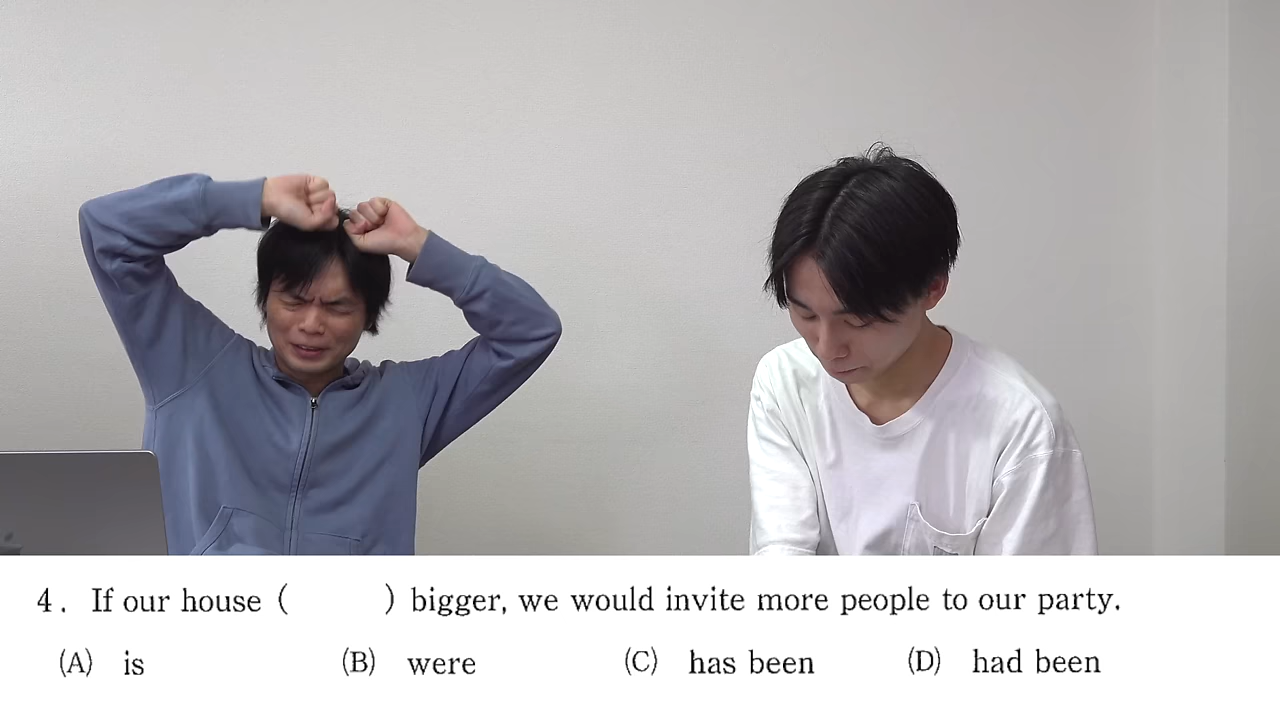 4. If our house (          ) bigger, we would invite more people to our party.
(A) is (B) were (C) has been (D) had been